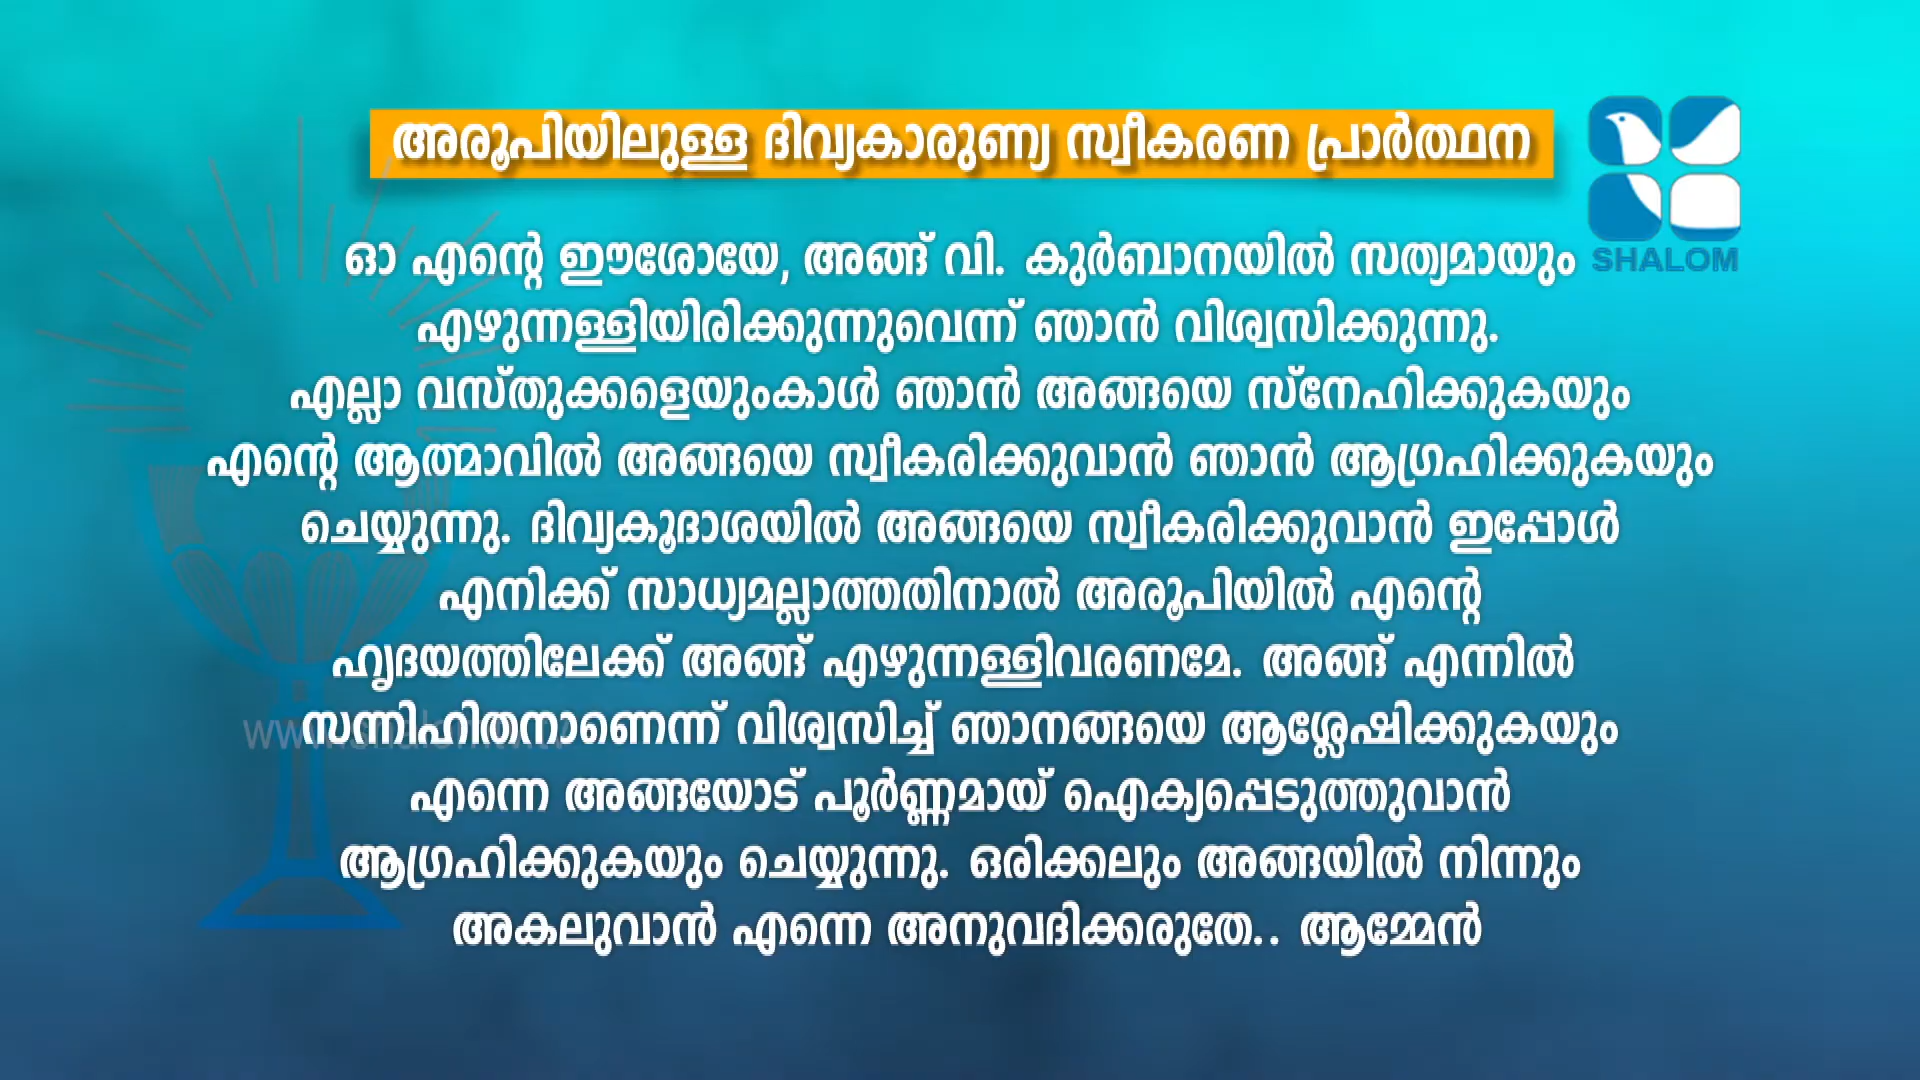 അരൂപിയിലുള്ള ദിവ്യകാരുണ്യ സ്വീകരണ പ്രാർത്ഥന
SHALOM
ഓ എന്റെ ഈശോയേ, അങ്ങ് വി. കുർബാനയിൽ സത്യമായും
എഴുന്നള്ളിയിരിക്കുന്നുവെന്ന് ഞാൻ വിശ്വസിക്കുന്നു.
എല്ലാ വസ്തുക്കളെയുംകാൾ ഞാൻ അങ്ങയെ സ്നേഹിക്കുകയും
എന്റെ ആത്മാവിൽ അങ്ങയെ സ്വീകരിക്കുവാൻ ഞാൻ ആഗ്രഹിക്കുകയും
ചെയ്യുന്നു. ദിവ്യകൂദാശയിൽ അങ്ങയെ സ്വീകരിക്കുവാൻ ഇപ്പോൾ
എനിക്ക് സാധ്യമല്ലാത്തതിനാൽ അരൂപിയിൽ എന്റെ
ഹൃദയത്തിലേക്ക് അങ്ങ് എഴുന്നള്ളിവരണമേ. അങ്ങ് എന്നിൽ
സന്നിഹിതനാണെന്ന് വിശ്വസിച്ച് ഞാനങ്ങയെ ആശ്ലേഷിക്കുകയും
എന്നെ അങ്ങയോട് പൂർണ്ണമായ് ഐക്യപ്പെടുത്തുവാൻ
ആഗ്രഹിക്കുകയും ചെയ്യുന്നു. ഒരിക്കലും അങ്ങയിൽ നിന്നും
അകലുവാൻ എന്നെ അനുവദിക്കരുതേ.. ആമ്മേൻ